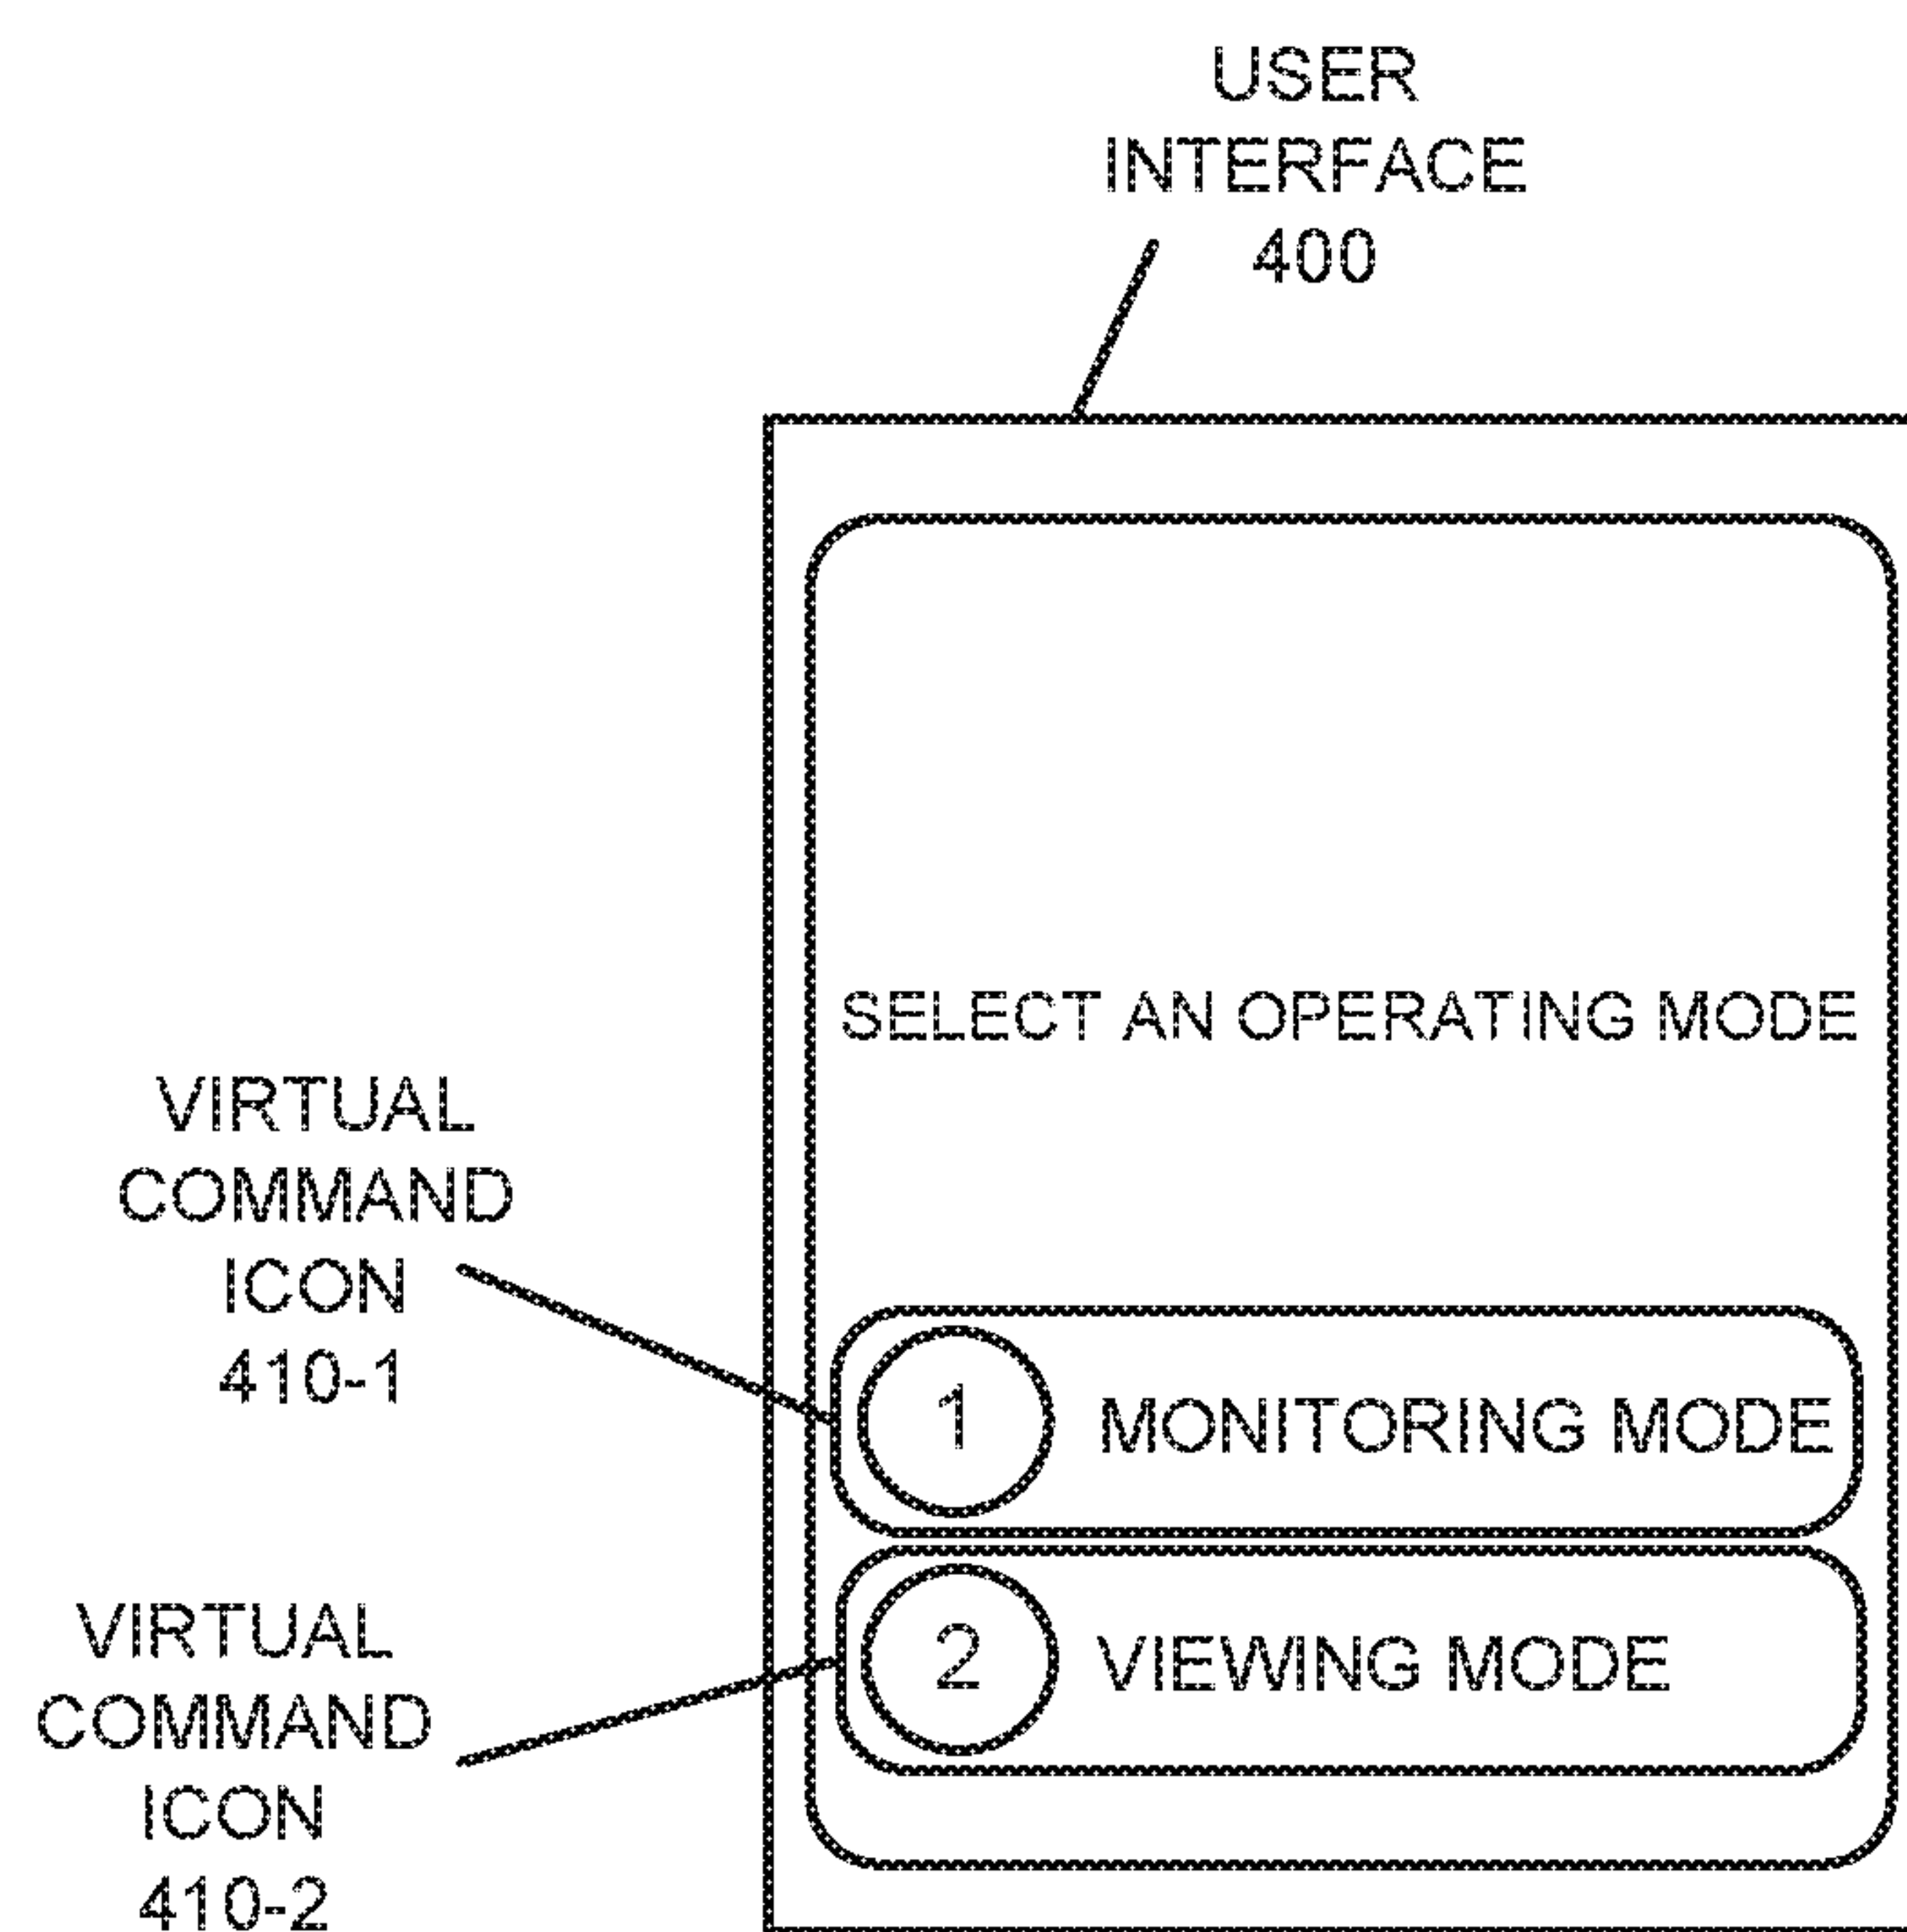 USER
INTERFACE
400
SELECT AN OPERATING MODE
VIRTUAL
COMMAND
ICON
410-1
1 MONITORING MODE
VIRTUAL
COMMAND
ICON
410-2
2 VIEWING MODE